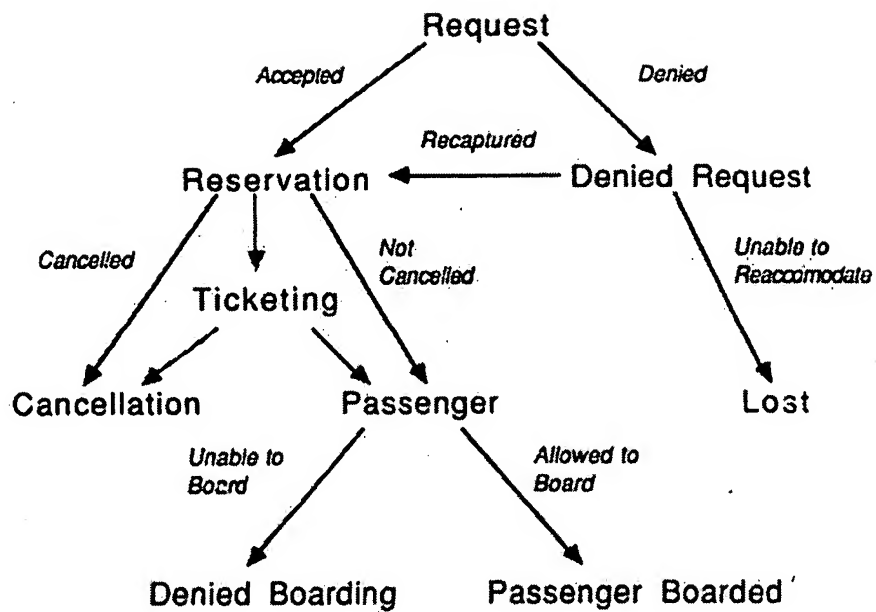 Request
Accepted
Denied
Recaptured
Reservation
Denied Request
Cancelled
Not
Cancelled
Unable to
Reaccomodate
Ticketing
Cancellation
Passenger
Lost
Unable to
Board
Allowed to
Board
Denied Boarding
Passenger Boarded